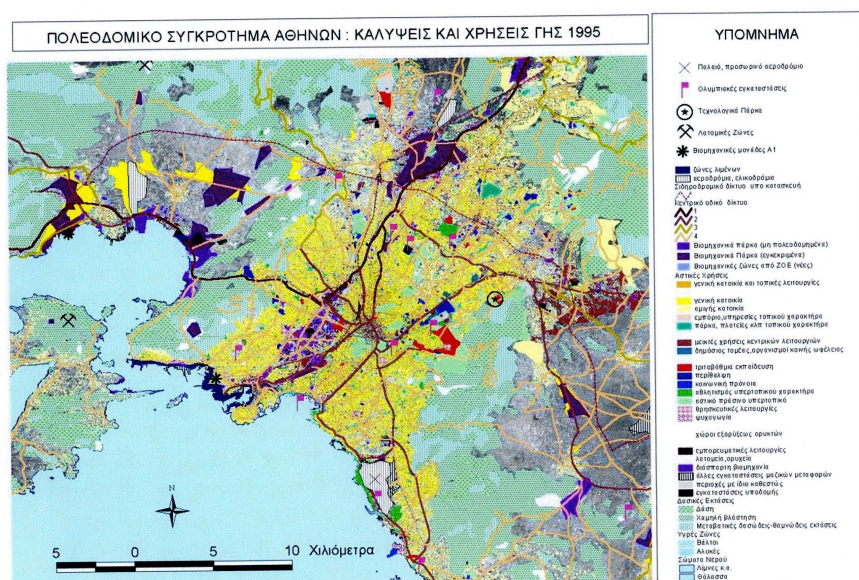 ΠΟΛΕΟΔΟΜΙΚΟ ΣΥΓΚΡΟΤΗΜΑ ΑΘΗΝΩΝ : ΚΑΛΥΨΕΙΣ ΚΑΙ ΧΡΗΣΕΙΣ ΓΗΣ 1995
N
5 0 5 10 Χιλιόμετρα
ΥΠΟΜΝΗΜΑ
Παλαιό, προσωρινό αεροδρόμιο
Ολυμπιακές εγκαταστάσεις
Τεχνολογικά Πάρκα
Λατομικές Ζώνες
Βιομηχανικές μονάδες Α1
ζώνες λιμένων
αεροδρόμια, ελικοδρόμια
Σιδηροδρομικό δίκτυο υπο κατασκευή
Κεντρικό οδικό δίκτυο
1
2
3
4
Βιομηχανικά πάρκα (μη πολεοδομημένα)
Βιομηχανικά Πάρκα (εγκεκριμένα)
Βιομηχανικές ζώνες από ΖΟΕ (νέες)
Αστικές Χρήσεις
γενική κατοικία και τοπικές λειτουργίες
γενική κατοικία
αμιγής κατοικία
εμπόριο,υπηρεσίες τοπικού χαρακτήρα
πάρκα, πλατείες κλπ τοπικού χαρακτήρα
μεικτές χρήσεις κεντρικών λειτουργιών
δημόσιος τομέας,οργανισμοί κοινής ωφέλειας
τριτοβάθμια εκπαίδευση
περίθαλψη
κοινωνική πρόνοια
αθλητισμός υπερτοπικού χαρακτήρα
αστικό πράσινο υπερτοπικό
θρησκευτικές λειτουργίες
ψυχαγωγία
χώροι εξορύξεως ορυκτών
εμπορευματικές λειτουργίες
λατομεία,ορυχεία
διάσπαρτη βιομηχανία
άλλες εγκαταστάσεις μαζικών μεταφορών
περιοχές με ίδιο καθεστώς
εγκαταστάσεις υποδομής
Δασικές Εκτάσεις
Δάση
Χαμηλή βλάστηση
Μεταβατικές δασώδεις-θαμνώδεις εκτάσεις
Υγρές Ζώνες
Βάλτοι
Αλυκές
Σώματα Νερού
Λίμνες κ.α.
Θάλασσα